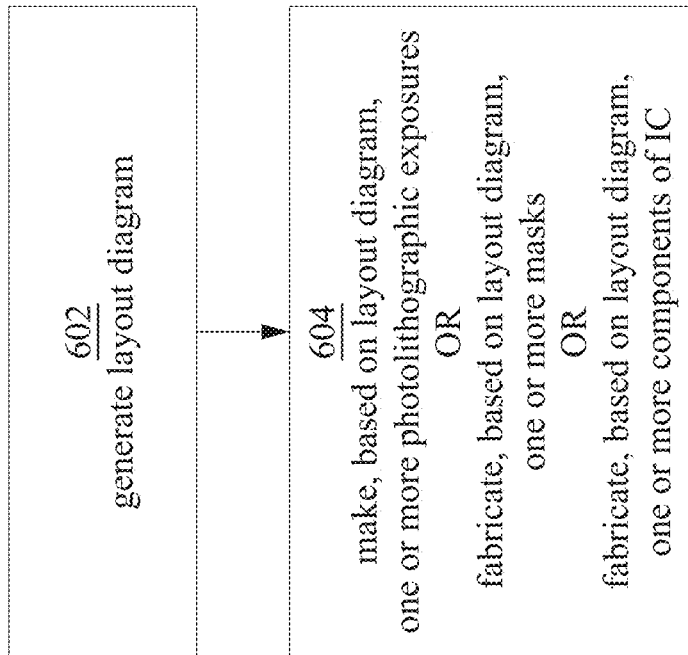 602
generate layout diagram
604
make, based on layout diagram,
one or more photolithographic exposures
OR
fabricate, based on layout diagram,
one or more masks
OR
fabricate, based on layout diagram,
one or more components of IC